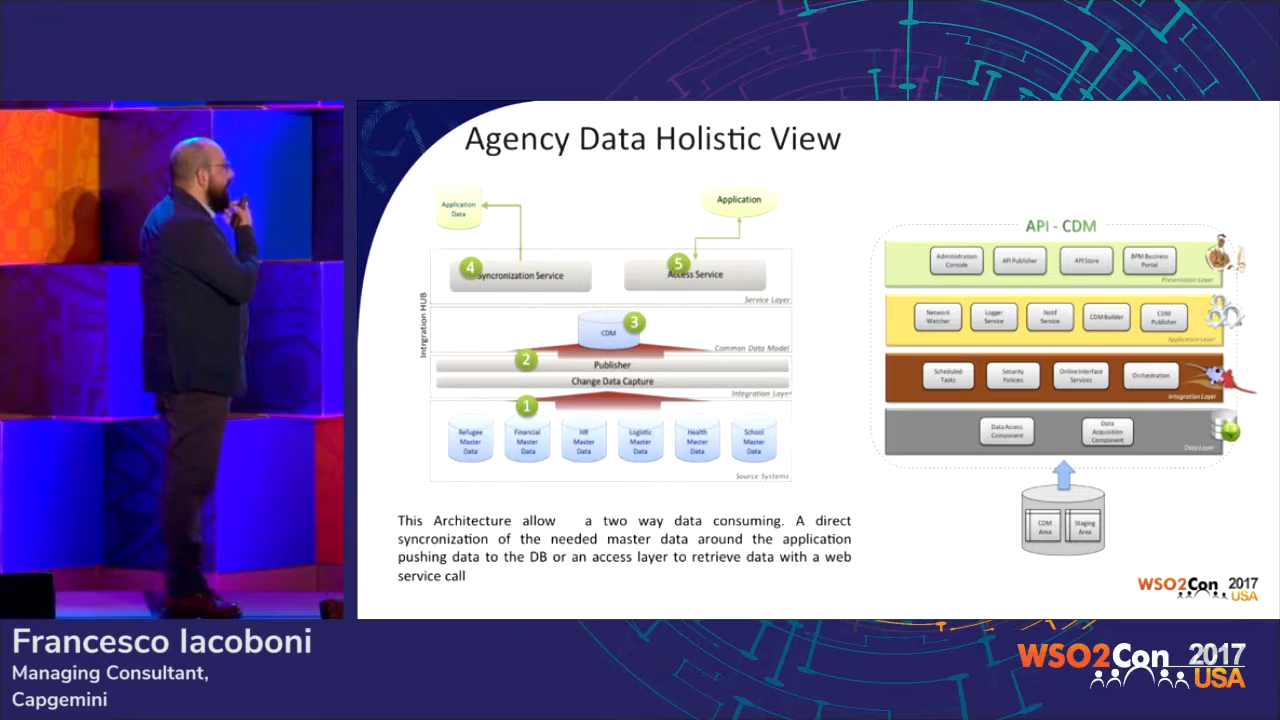 Agency Data Holistic View
Application
Data
Application
4
Syncronization Service
5
Access Service
Service Layer
Intrgration HUB
CDM
3
Common Data Model
2
Publisher
Change Data Capture
Integration Layer
1
Refugee
Master
Data
Financial
Master
Data
HR
Master
Data
Logistic
Master
Data
Health
Master
Data
School
Master
Data
Source Systems
This Architecture allow a two way data consuming. A direct
syncronization of the needed master data around the application
pushing data to the DB or an access layer to retrieve data with a web
service call
API - CDM
Administration
Console
API Publisher
API Store
BPM Business
Portal
Presentation Layer
Network
Watcher
Logger
Service
Notif
Service
CDM Builder
CDM
Publisher
Application Layer
Scheduled
Tasks
Security
Policies
Online Interface
Services
Orchestration
Integration Layer
Data Access
Component
Data
Acquisition
Component
Data Layer
CDM
Area
Staging
Area
WSO2Con 2017
USA
Francesco Iacoboni
Managing Consultant,
Capgemini
WSO2Con 2017
USA